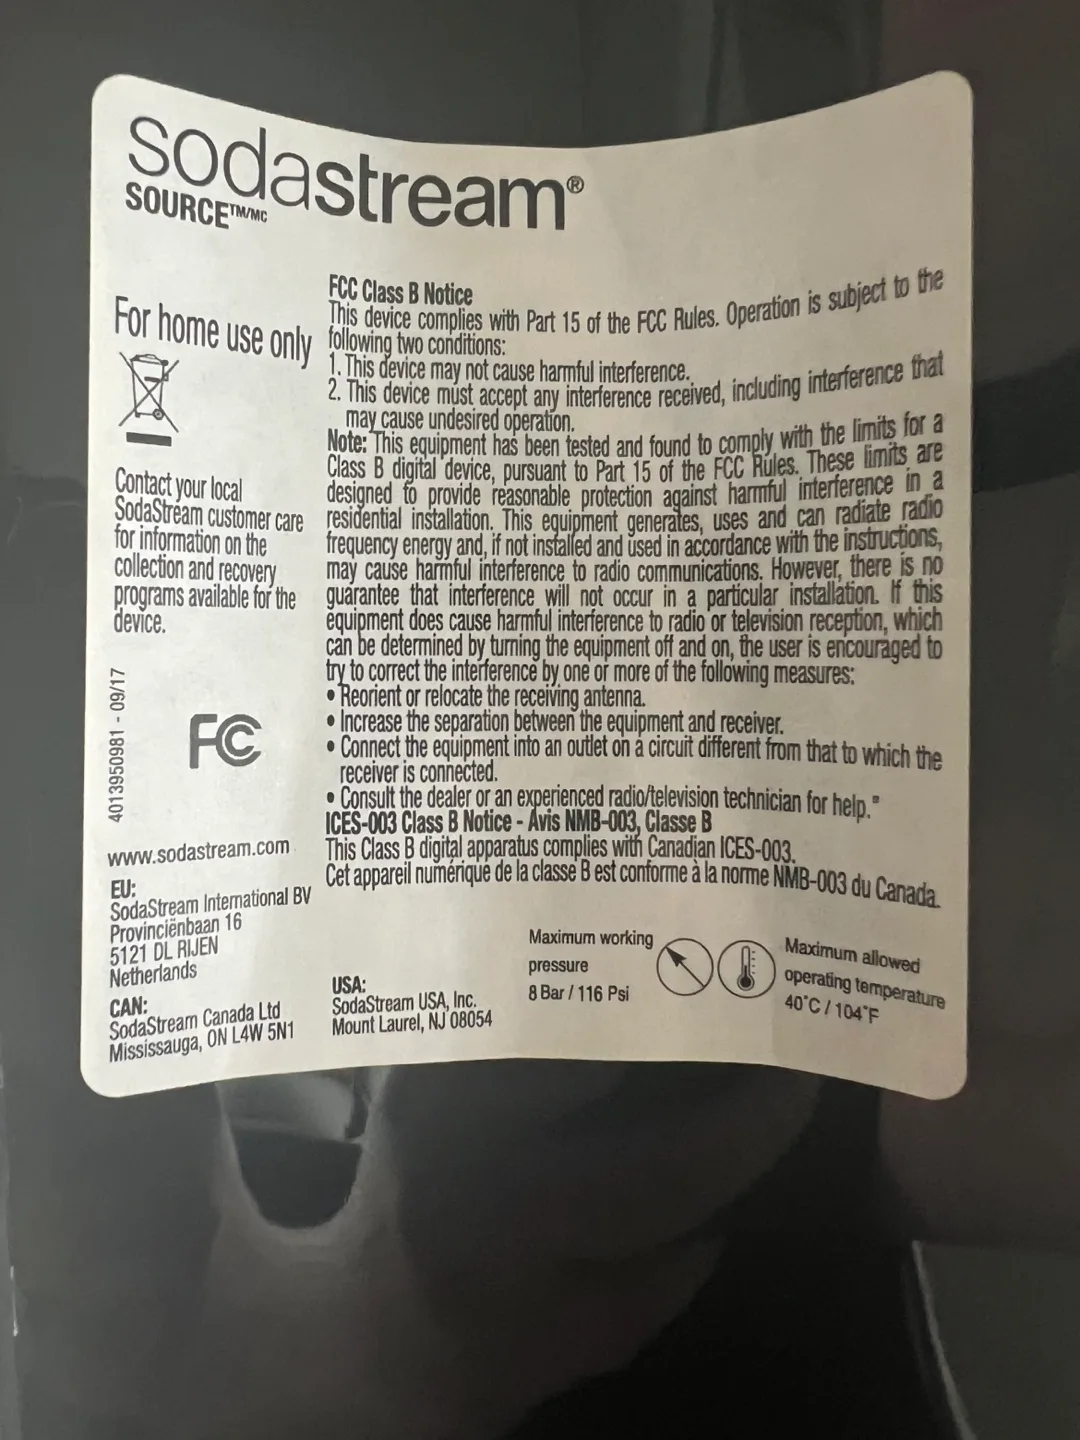 sodastream®
SOURCE™/MC
For home use only
Contact your local
SodaStream customer care
for information on the
collection and recovery
programs available for the
device.
4013950981 - 09/17
FC
www.sodastream.com
EU:
SodaStream International BV
Provinciënbaan 16
5121 DL RIJEN
Netherlands
CAN:
SodaStream Canada Ltd
Mississauga, ON L4W 5N1
FCC Class B Notice
This device complies with Part 15 of the FCC Rules. Operation is subject to the
following two conditions:
1. This device may not cause harmful interference.
2. This device must accept any interference received, including interference that
may cause undesired operation.
Note: This equipment has been tested and found to comply with the limits for a
Class B digital device, pursuant to Part 15 of the FCC Rules. These limits are
designed to provide reasonable protection against harmful interference in a
residential installation. This equipment generates, uses and can radiate radio
frequency energy and, if not installed and used in accordance with the instructions,
may cause harmful interference to radio communications. However, there is no
guarantee that interference will not occur in a particular installation. If this
equipment does cause harmful interference to radio or television reception, which
can be determined by turning the equipment off and on, the user is encouraged to
try to correct the interference by one or more of the following measures:
• Reorient or relocate the receiving antenna.
• Increase the separation between the equipment and receiver.
• Connect the equipment into an outlet on a circuit different from that to which the
receiver is connected.
• Consult the dealer or an experienced radio/television technician for help."
ICES-003 Class B Notice - Avis NMB-003, Classe B
This Class B digital apparatus complies with Canadian ICES-003.
Cet appareil numérique de la classe B est conforme à la norme NMB-003 du Canada.
USA:
SodaStream USA, Inc.
Mount Laurel, NJ 08054
Maximum working
pressure
8 Bar / 116 Psi
Maximum allowed
operating temperature
40°C / 104°F